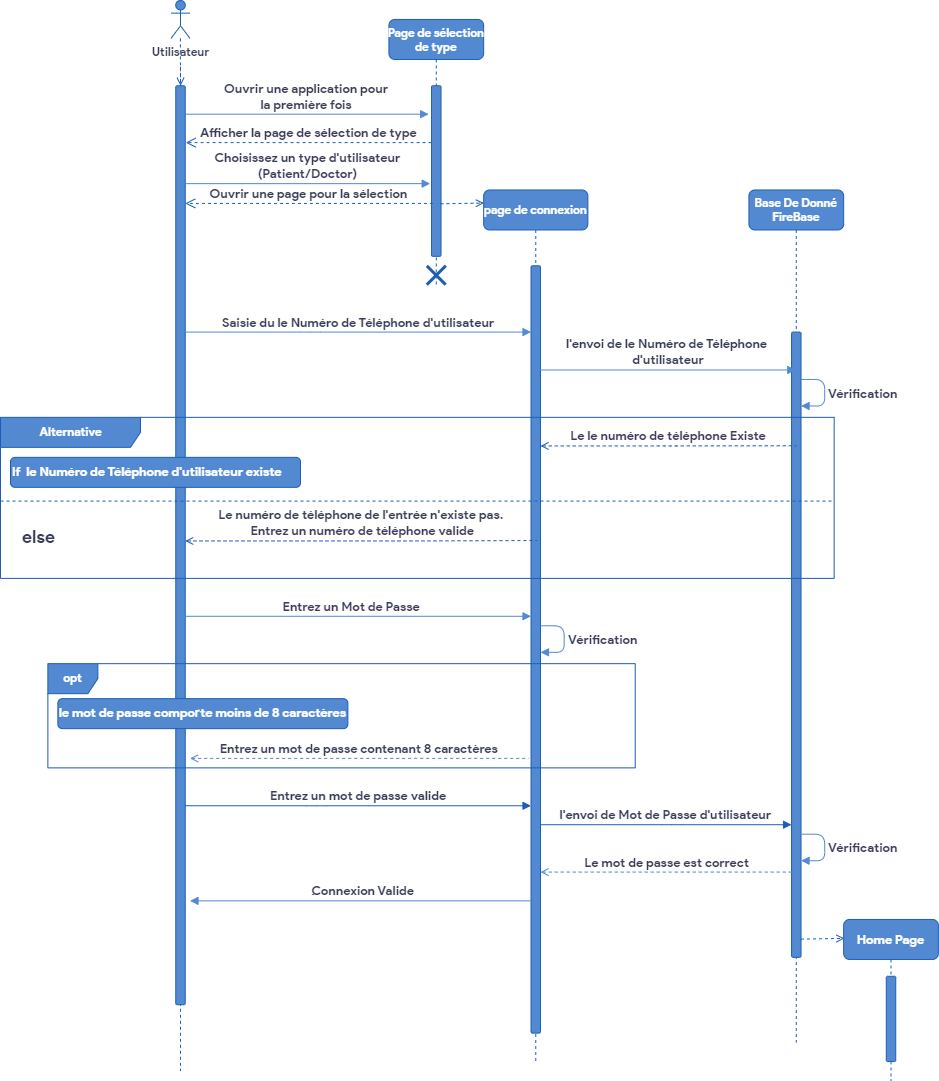 Utilisateur
Page de sélection
de type
Ouvrir une application pour
la première fois
Afficher la page de sélection de type
Choisissez un type d'utilisateur
(Patient/Doctor)
Ouvrir une page pour la sélection
page de connexion
Base De Donné
FireBase
Saisie du le Numéro de Téléphone d'utilisateur
l'envoi de le Numéro de Téléphone
d'utilisateur
Vérification
Alternative
Le le numéro de téléphone Existe
If le Numéro de Téléphone d'utilisateur existe
Le numéro de téléphone de l'entrée n'existe pas.
Entrez un numéro de téléphone valide
else
Entrez un Mot de Passe
Vérification
opt
le mot de passe comporte moins de 8 caractères
Entrez un mot de passe contenant 8 caractères
Entrez un mot de passe valide
l'envoi de Mot de Passe d'utilisateur
Vérification
Le mot de passe est correct
Connexion Valide
Home Page